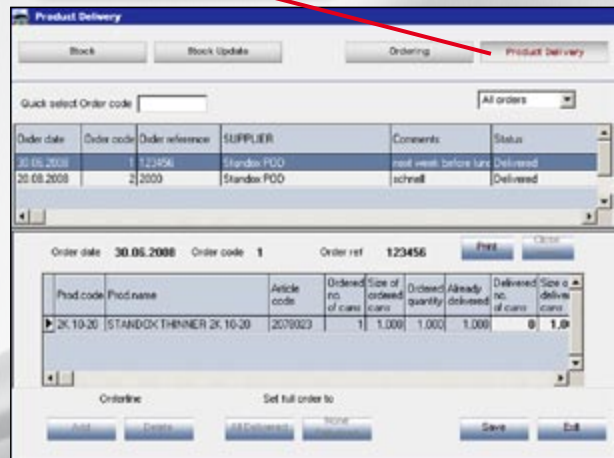 Product Delivery
Stock Stock Update Ordering Product Delivery
Quick select Order code All orders
Order date Order code Order reference SUPPLIER Comments Status
30.06.2008 1 123456 Standox POD next week before lunc Delivered
20.08.2008 2 2000 Standox POD schnell Delivered
Order date 30.06.2008 Order code 1 Order ref 123456 Print Close
Prod.code Prod.name Article code Ordered no. of cans Size of ordered cans Ordered quantity Already delivered Delivered no. of cans Size o delive cans
2K.10-20 STANDOX THINNER 2K.10-20 2078023 1 1.000 1.000 1.000 0 1.0
Orderline Set full order to
Add Delete All Delivered None Save Exit